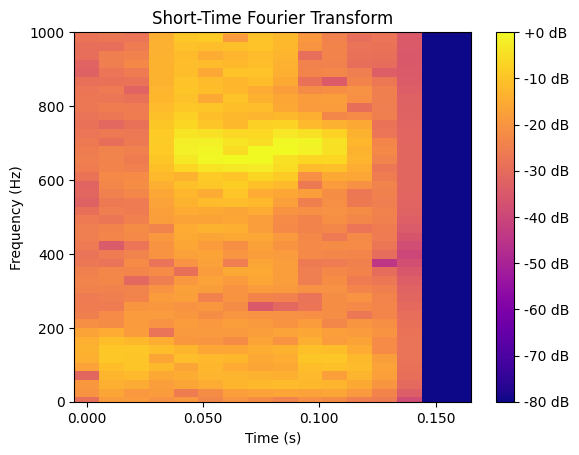 Short-Time Fourier Transform
1000
800
600
400
200
0
Frequency (Hz)
0.000
0.050
0.100
0.150
Time (s)
+0 dB
-10 dB
-20 dB
-30 dB
-40 dB
-50 dB
-60 dB
-70 dB
-80 dB